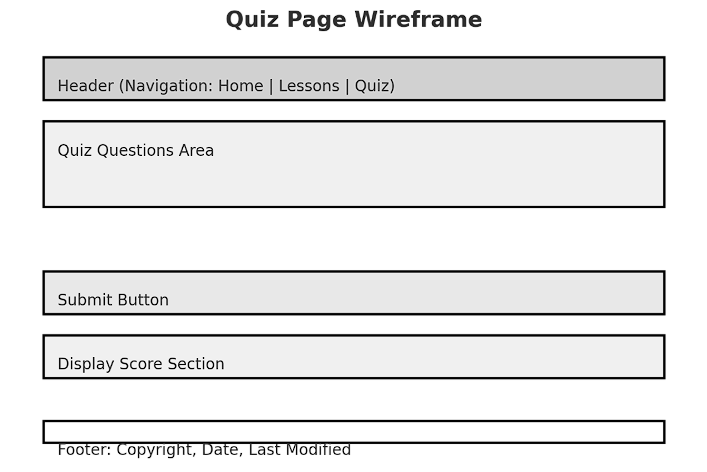 Quiz Page Wireframe
Header (Navigation: Home | Lessons | Quiz)
Quiz Questions Area
Submit Button
Display Score Section
Footer: Copyright, Date, Last Modified